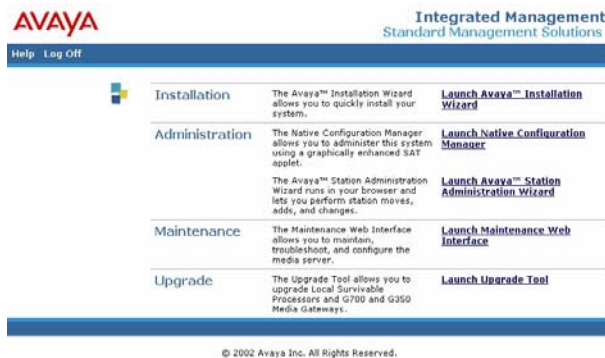 AVAYA
Integrated Management
Standard Management Solutions
Help Log Off
Installation
The Avaya™ Installation Wizard
allows you to quickly install your
system.
Launch Avaya™ Installation
Wizard
Administration
The Native Configuration Manager
allows you to administer this system
using a graphically enhanced SAT
applet.
Launch Native Configuration
Manager
The Avaya™ Station Administration
Wizard runs in your browser and
lets you perform station moves,
adds, and changes.
Launch Avaya™ Station
Administration Wizard
Maintenance
The Maintenance Web Interface
allows you to maintain,
troubleshoot, and configure the
media server.
Launch Maintenance Web
Interface
Upgrade
The Upgrade Tool allows you to
upgrade Local Survivable
Processors and G700 and G350
Media Gateways.
Launch Upgrade Tool
© 2002 Avaya Inc. All Rights Reserved.